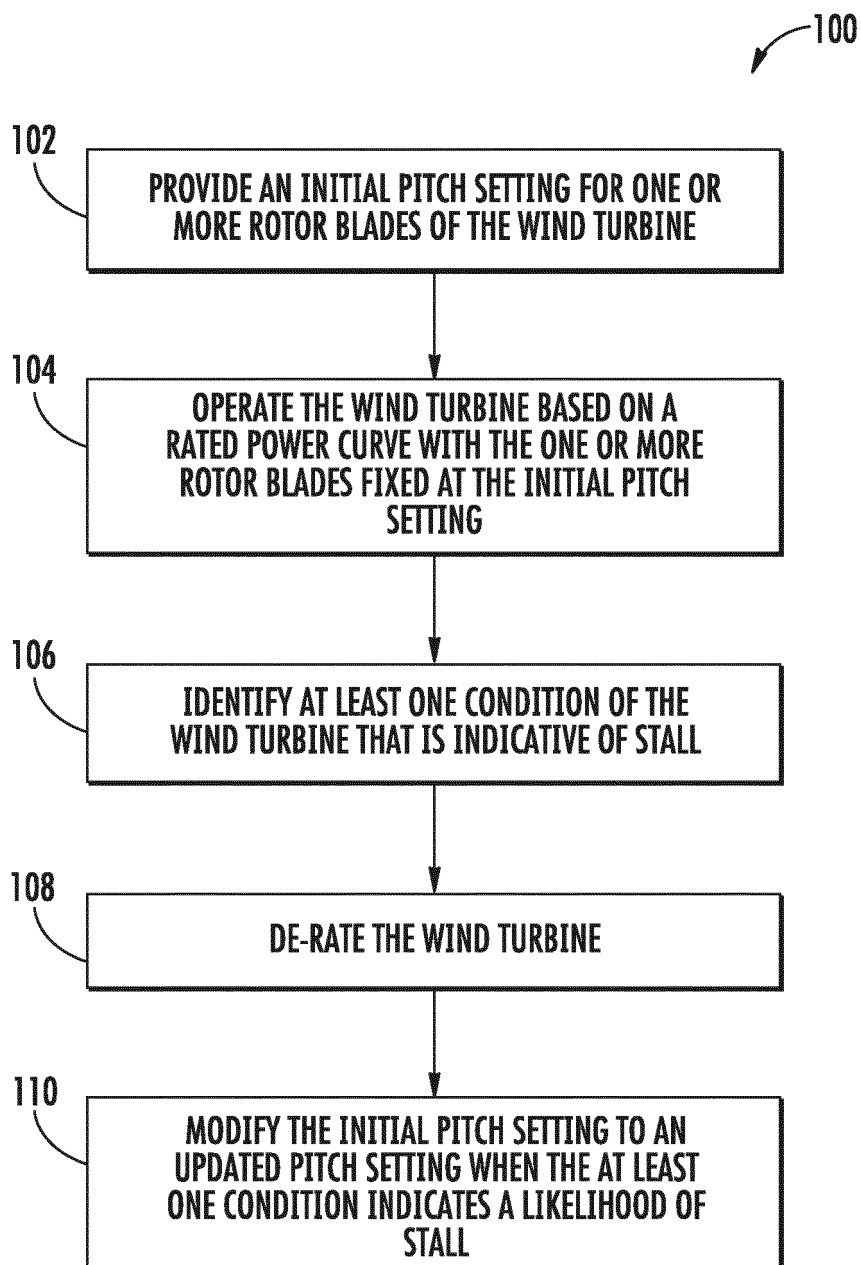 100
102
PROVIDE AN INITIAL PITCH SETTING FOR ONE OR
MORE ROTOR BLADES OF THE WIND TURBINE
104
OPERATE THE WIND TURBINE BASED ON A
RATED POWER CURVE WITH THE ONE OR MORE
ROTOR BLADES FIXED AT THE INITIAL PITCH
SETTING
106
IDENTIFY AT LEAST ONE CONDITION OF THE
WIND TURBINE THAT IS INDICATIVE OF STALL
108
DE-RATE THE WIND TURBINE
110
MODIFY THE INITIAL PITCH SETTING TO AN
UPDATED PITCH SETTING WHEN THE AT LEAST
ONE CONDITION INDICATES A LIKELIHOOD OF
STALL